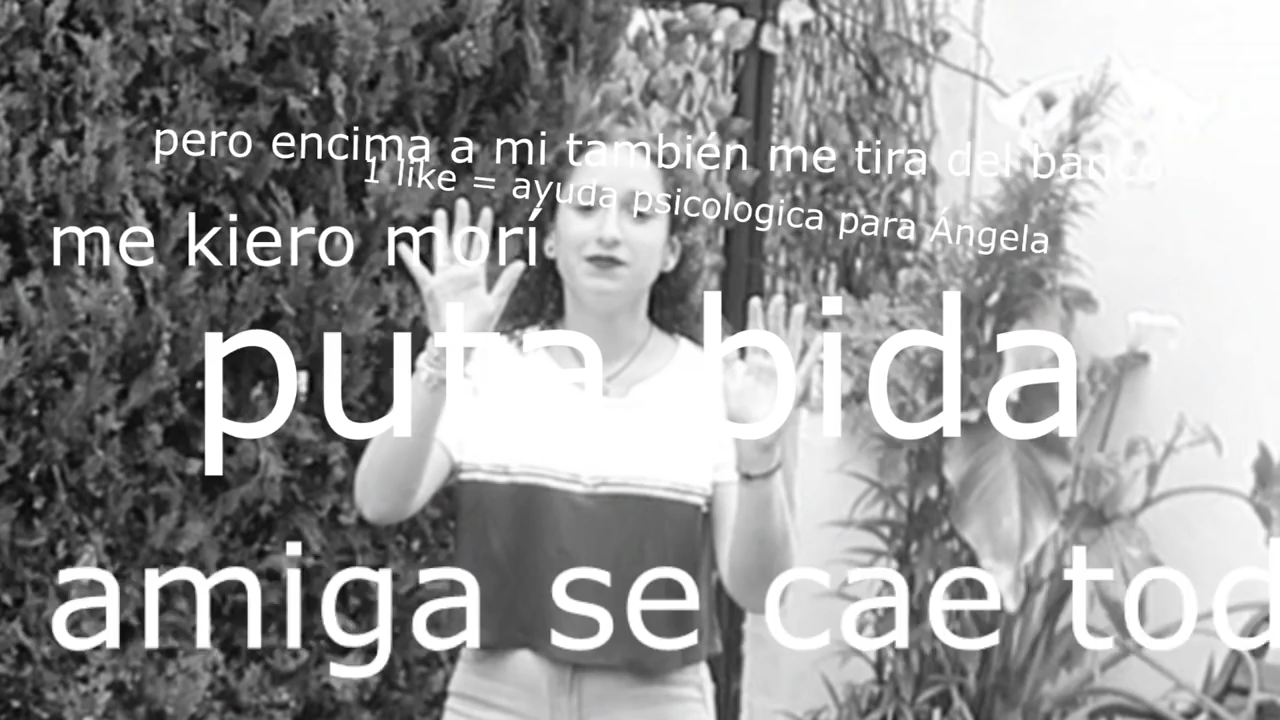 pero encima a mi también me tira del banco
1 like = ayuda psicologica para Ángela
me kiero morí
puta bida
amiga se cae tod